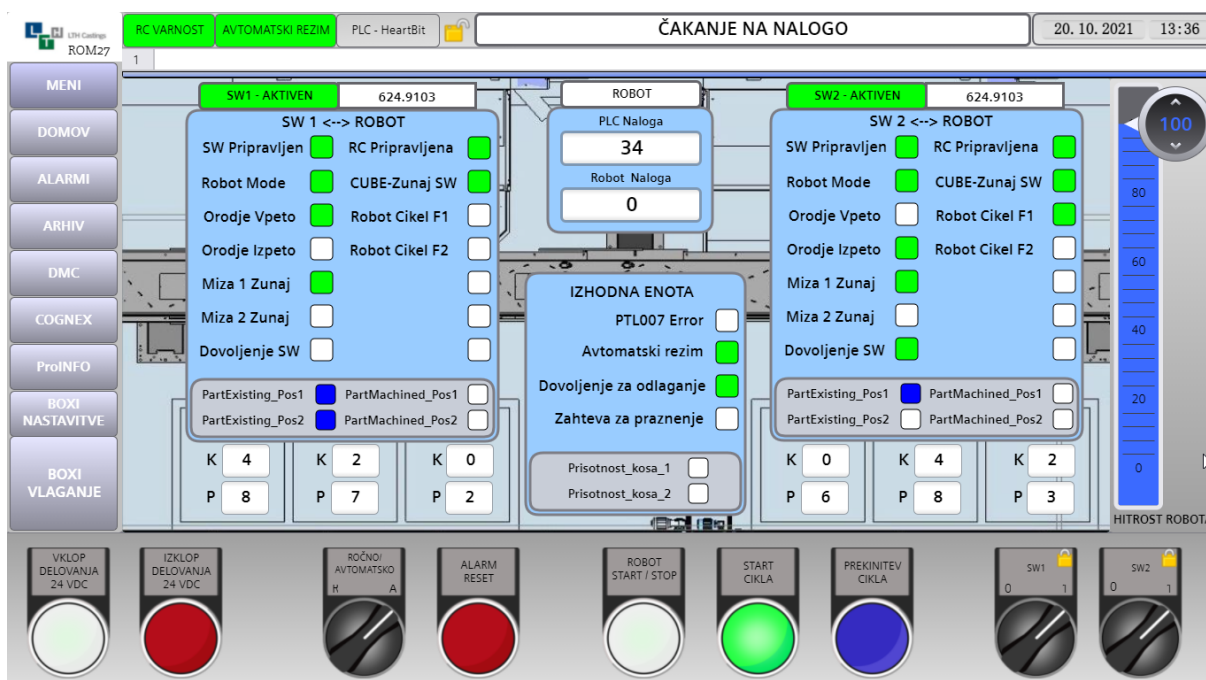 LTH Castings
ROM27
RC VARNOST
AVTOMATSKI REZIM
PLC - HeartBit
ČAKANJE NA NALOGO
20. 10. 2021 13:36
1
MENI
DOMOV
ALARMI
ARHIV
DMC
COGNEX
ProINFO
BOXI
NASTAVITVE
BOXI
VLAGANJE
SW1 - AKTIVEN 624.9103
SW 1 <--> ROBOT
SW Pripravljen RC Pripravljena
Robot Mode CUBE-Zunaj SW
Orodje Vpeto Robot Cikel F1
Orodje Izpeto Robot Cikel F2
Miza 1 Zunaj
Miza 2 Zunaj
Dovoljenje SW
PartExisting_Pos1 PartMachined_Pos1
PartExisting_Pos2 PartMachined_Pos2
K 4 K 2 K 0
P 8 P 7 P 2
ROBOT
PLC Naloga
34
Robot Naloga
0
IZHODNA ENOTA
PTL007 Error
Avtomatski rezim
Dovoljenje za odlaganje
Zahteva za praznenje
Prisotnost_kosa_1
Prisotnost_kosa_2
SW2 - AKTIVEN 624.9103
SW 2 <--> ROBOT
SW Pripravljen RC Pripravljena
Robot Mode CUBE-Zunaj SW
Orodje Vpeto Robot Cikel F1
Orodje Izpeto Robot Cikel F2
Miza 1 Zunaj
Miza 2 Zunaj
Dovoljenje SW
PartExisting_Pos1 PartMachined_Pos1
PartExisting_Pos2 PartMachined_Pos2
K 0 K 4 K 2
P 6 P 8 P 3
100
80
60
40
20
0
HITROST ROBOTA
VKLOP
DELOVANJA
24 VDC
IZKLOP
DELOVANJA
24 VDC
ROČNO/
AVTOMATSKO
R A
ALARM
RESET
ROBOT
START / STOP
START
CIKLA
PREKINITEV
CIKLA
SW1
0 1
SW2
0 1